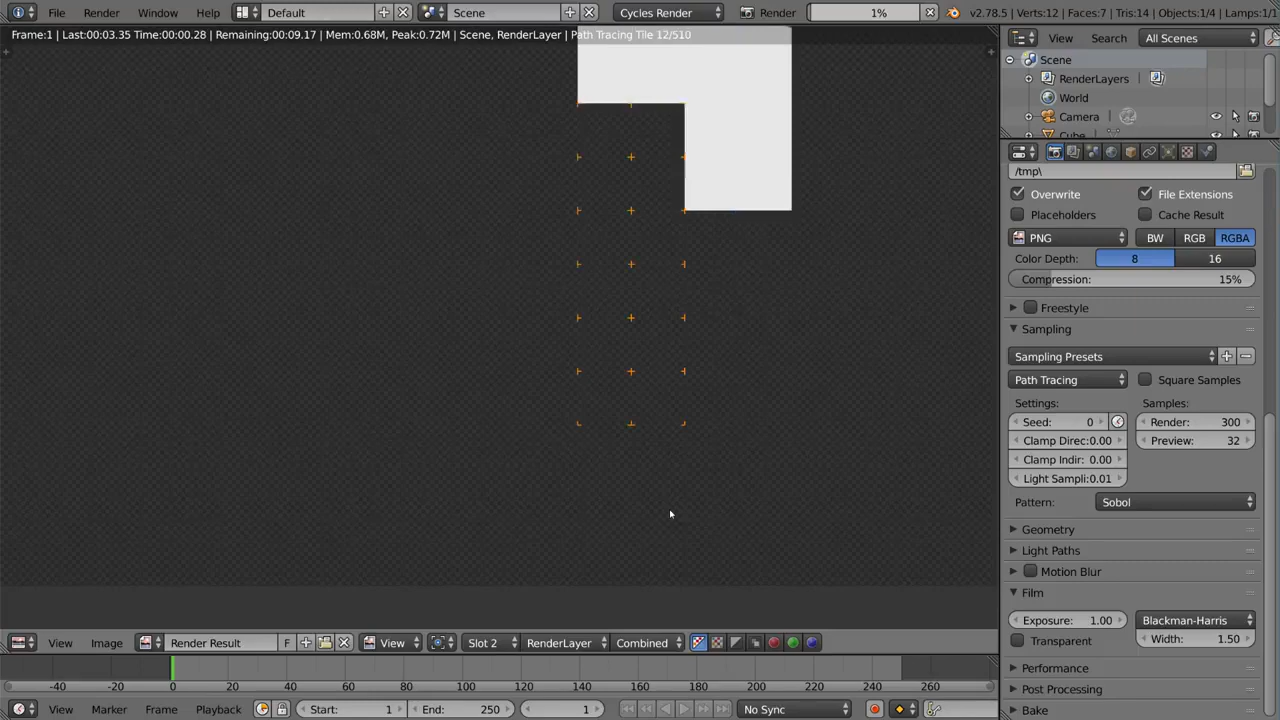 File Render Window Help Default Scene Cycles Render Render 1% v2.78.5 | Verts:12 | Faces:7 | Tris:14 | Objects:1/4 | Lamps:1/1
Frame:1 | Last:00:03.35 Time:00:00.28 | Remaining:00:09.17 | Mem:0.68M, Peak:0.72M | Scene, RenderLayer | Path Tracing Tile 12/510
View Search All Scenes
Scene
RenderLayers
World
Camera
Cube
/tmp\
Overwrite File Extensions
Placeholders Cache Result
PNG BW RGB RGBA
Color Depth: 8 16
Compression: 15%
Freestyle
Sampling
Sampling Presets
Path Tracing Square Samples
Settings: Samples:
Seed: 0 Render: 300
Clamp Direc:0.00 Preview: 32
Clamp Indir: 0.00
Light Sampli:0.01
Pattern: Sobol
Geometry
Light Paths
Motion Blur
Film
Exposure: 1.00 Blackman-Harris
Transparent Width: 1.50
Performance
Post Processing
Bake
View Image Render Result F View Slot 2 RenderLayer Combined
-40 -20 0 20 40 60 80 100 120 140 160 180 200 220 240 260
View Marker Frame Playback Start: 1 End: 250 1 No Sync